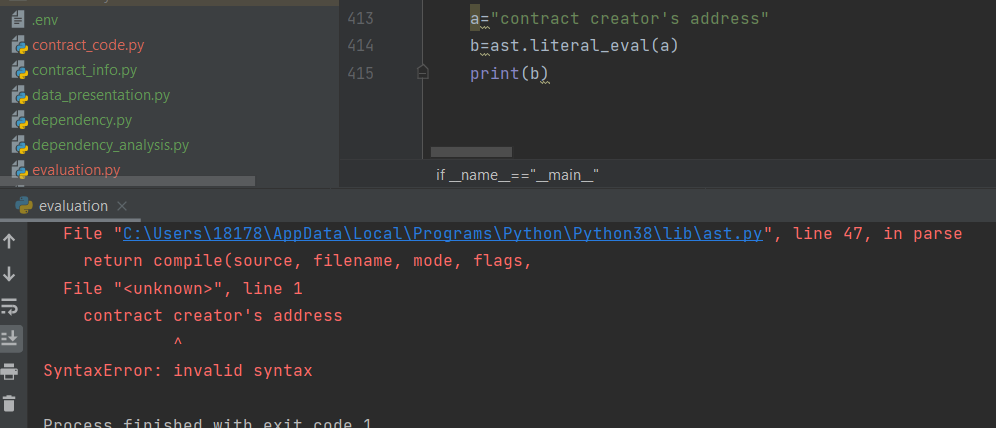 .env
contract_code.py
contract_info.py
data_presentation.py
dependency.py
dependency_analysis.py
evaluation.py
413 a="contract creator's address"
414 b=ast.literal_eval(a)
415 print(b)
if __name__=="__main__"
evaluation
File "C:\Users\18178\AppData\Local\Programs\Python\Python38\lib\ast.py", line 47, in parse
return compile(source, filename, mode, flags,
File "<unknown>", line 1
contract creator's address
^
SyntaxError: invalid syntax
Process finished with exit code 1